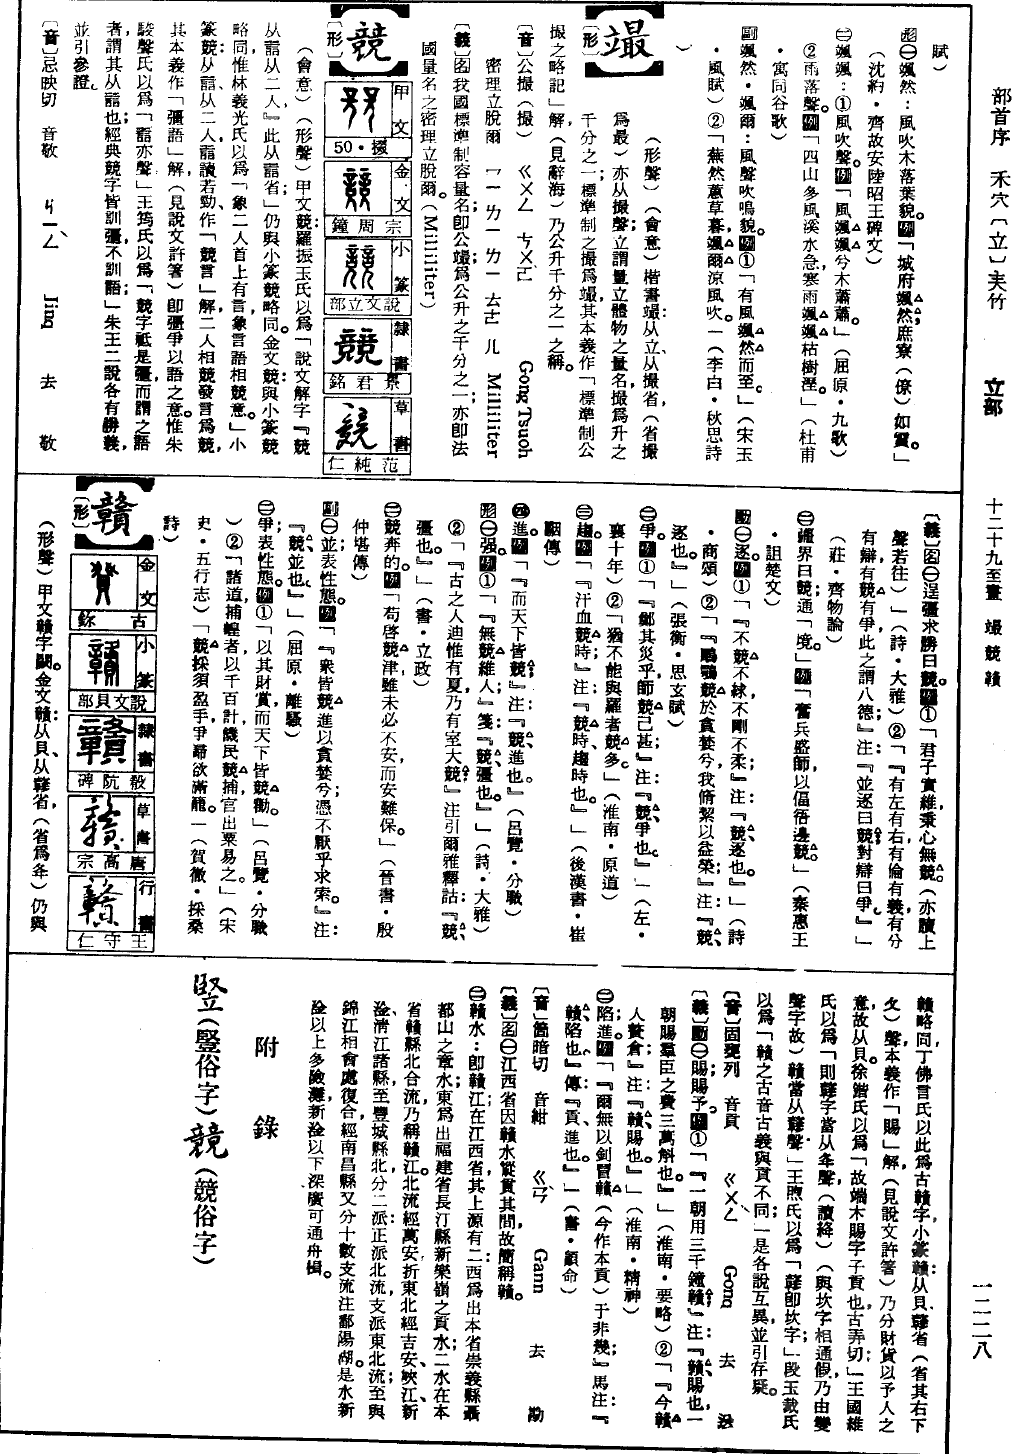 部首序　禾穴〔立〕衣竹　立部　十二十九至畫　竵競贛　一二二八
賦）
形㊀颯然：風吹木落葉貌。例「城府颯然；庶寮（僚）如賓。」
（沈約・齊故安陸昭王碑文）
㊁颯颯：①風吹聲。例「風颯颯兮木蕭蕭。」（屈原・九歌）
②雨落聲。例「四山多風溪水急，寒雨颯颯枯樹溼。」（杜甫
・寓同谷歌）
副颯然・颯爾：風聲吹鳴貌。例①「有風颯然而至。」（宋玉
・風賦）②「蕪然蕙草暮，颯爾涼風吹。」（李白・秋思詩
）
〔形〕
（形聲）（會意）楷書
為最）亦从撮聲，立謂量立體物之量名，撮爲升之
千分之一，標準制之撮爲
撮之略記」解（見辭海）乃公升千分之一之稱。
〔音〕公撮（撮）　ㄍㄨㄥ　ㄘㄨㄛ　Gong Tsuoh
密理立脫爾　ㄇㄧ　ㄌㄧ　ㄌㄧ　ㄊㄜ　ㄦ　Milliliter
〔義〕名我國標準制容量名，卽公撮，爲公升之千分之一，亦卽法
國量名之密理立脫爾。（Milliliter）
競
〔形〕
甲文　50・掇
金文　宗周鐘
小篆　說文立部
隸書　景君銘
草書　范純仁
（會意）（形聲）甲文競：羅振玉氏以爲「說文解字『競
从誩从二人。』此从誩省」仍與小篆競略同。金文競：與小篆競
略同，惟林義光氏以爲「象二人首上有言，象言語相競意。」小
篆競：从誩、从二人，誩讀若勁，作「競言」解，二人相競發言爲競，
其本義作「彊語」解（見說文許箸）卽彊爭以語之意。惟朱
駿聲氏以爲「誩亦聲」王筠氏以爲「競字祗是彊，而謂之語
者，謂其从誩也，經典競字皆訓彊，不訓語」朱王二說各有勝義，
並引參證。
〔音〕忌映切　音敬　ㄐㄧㄥˋ　Jing　去　敬
〔義〕名㊀逞彊求勝曰競。例①「君子實維，秉心無競。（亦讀上
聲若往）」（詩・大雅）②「『有左有右，有倫有義，有分
有辯，有競有爭，此之謂八德』注：『並逐曰競，對辯曰爭。』」
（莊・齊物論）
㊁疆界曰競，通「境。」例「奮兵盛師，以偪俉邊競。」（秦惠王
・詛楚文）
動㊀逐。例①「『不競不絿，不剛不柔』注：『競，逐也。』」（詩
・商頌）②「『鵰鶚競於貪婪兮，我脩絜以益榮』注：『競，
逐也。』」（張衡・思玄賦）
㊁爭。例①「『鄭其災乎，師競已甚』注：『競，爭也。』」（左・
襄十年）②「猶不能與羅者競多。」（淮南・原道）
㊂趨。例「『汗血競時』注：『競時，趨時也。』」（後漢書・崔
駰傳）
㊃進。例「『而天下皆競』注：『競，進也。』」（呂覽・分職）
形㊀強。例①「『無競維人』箋：『競，彊也。』」（詩・大雅）
②「『古之人迪惟有夏，乃有室大競』注引爾雅釋詁：『競，
彊也。』」（書・立政）
㊁競奔的。例「苟啓競津，雖未必不安，而安難保。」（晉書・殷
仲堪傳）
副㊀並，表性態。例「『衆皆競進以貪婪兮，憑不厭乎求索。』注：
『競，並也。』」（屈原・離騷）
㊁爭，表性態。例①「以其財賞，而天下皆競勸。」（呂覽・分職
）②「諸道捕蝗者以千百計，饑民競捕，官出粟易之。」（宋
史・五行志）「競採須盈手，爭歸欲滿籠。」（賀徹・採桑
詩）
贛
〔形〕
金文　古鉥
小篆　說文貝部
隸書　敎阮碑
草書　唐高宗
行書　王守仁
（形聲）甲文贛字闕。金文贛：从貝、从竷省（省爲夅）仍與
贛略同，丁佛言氏以此爲古贛字。小篆贛：从貝、竷省（省其右下
夂）聲，本義作「賜」解（見說文許箸）乃分財貨以予人之
意，故从貝。徐鍇氏以爲「故端木賜字子貢也，古弄切；」王國維
氏以爲「則竷字當从夅聲（讀絳）（與坎字相通假，乃由雙
聲字故）贛當从竷聲」王煦氏以爲「竷卽坎字；」段玉裁氏
以爲「贛之古音古義與貢不同；」是各說互異，並引存疑。
〔音〕固甕列　音貢　ㄍㄨㄥˋ　Gonq　去
〔義〕動㊀賜；賜予。例①「『一朝用三千鐘贛』注：『贛，賜也，一
朝賜羣臣之費三萬斛也。』」（淮南・要略）②「『今贛
人敖倉』注：『贛，賜也。』」（淮南・精神）
㊁陷；進。例「『爾無以釗冒贛（今作本貢）于非幾』馬注：『
贛，陷也。』傳『貢，進也。』」（書・顧命）
〔音〕箇暗切　音紺　ㄍㄢˋ　Gann　去　勘
〔義〕名㊀江西省因贛水縱貫其間，故簡稱贛。
㊁贛水：卽贛江，在江西省，其上源有二：西爲出本省崇義縣聶
都山之章水，東爲出福建省長汀縣新樂嶺之貢水；二水在本
省贛縣北合流，乃稱贛江。北流經萬安，折東北經吉安、峽江、新
淦、淸江諸縣，至豐城縣北，分二派：正派北流，支派東北流；至與
錦江相會處復合，經南昌縣又分十數支流注鄱陽湖。是水新
淦以上多險灘，新淦以下深廣可通舟楫。
附錄
竖（豎俗字）竸（競俗字）